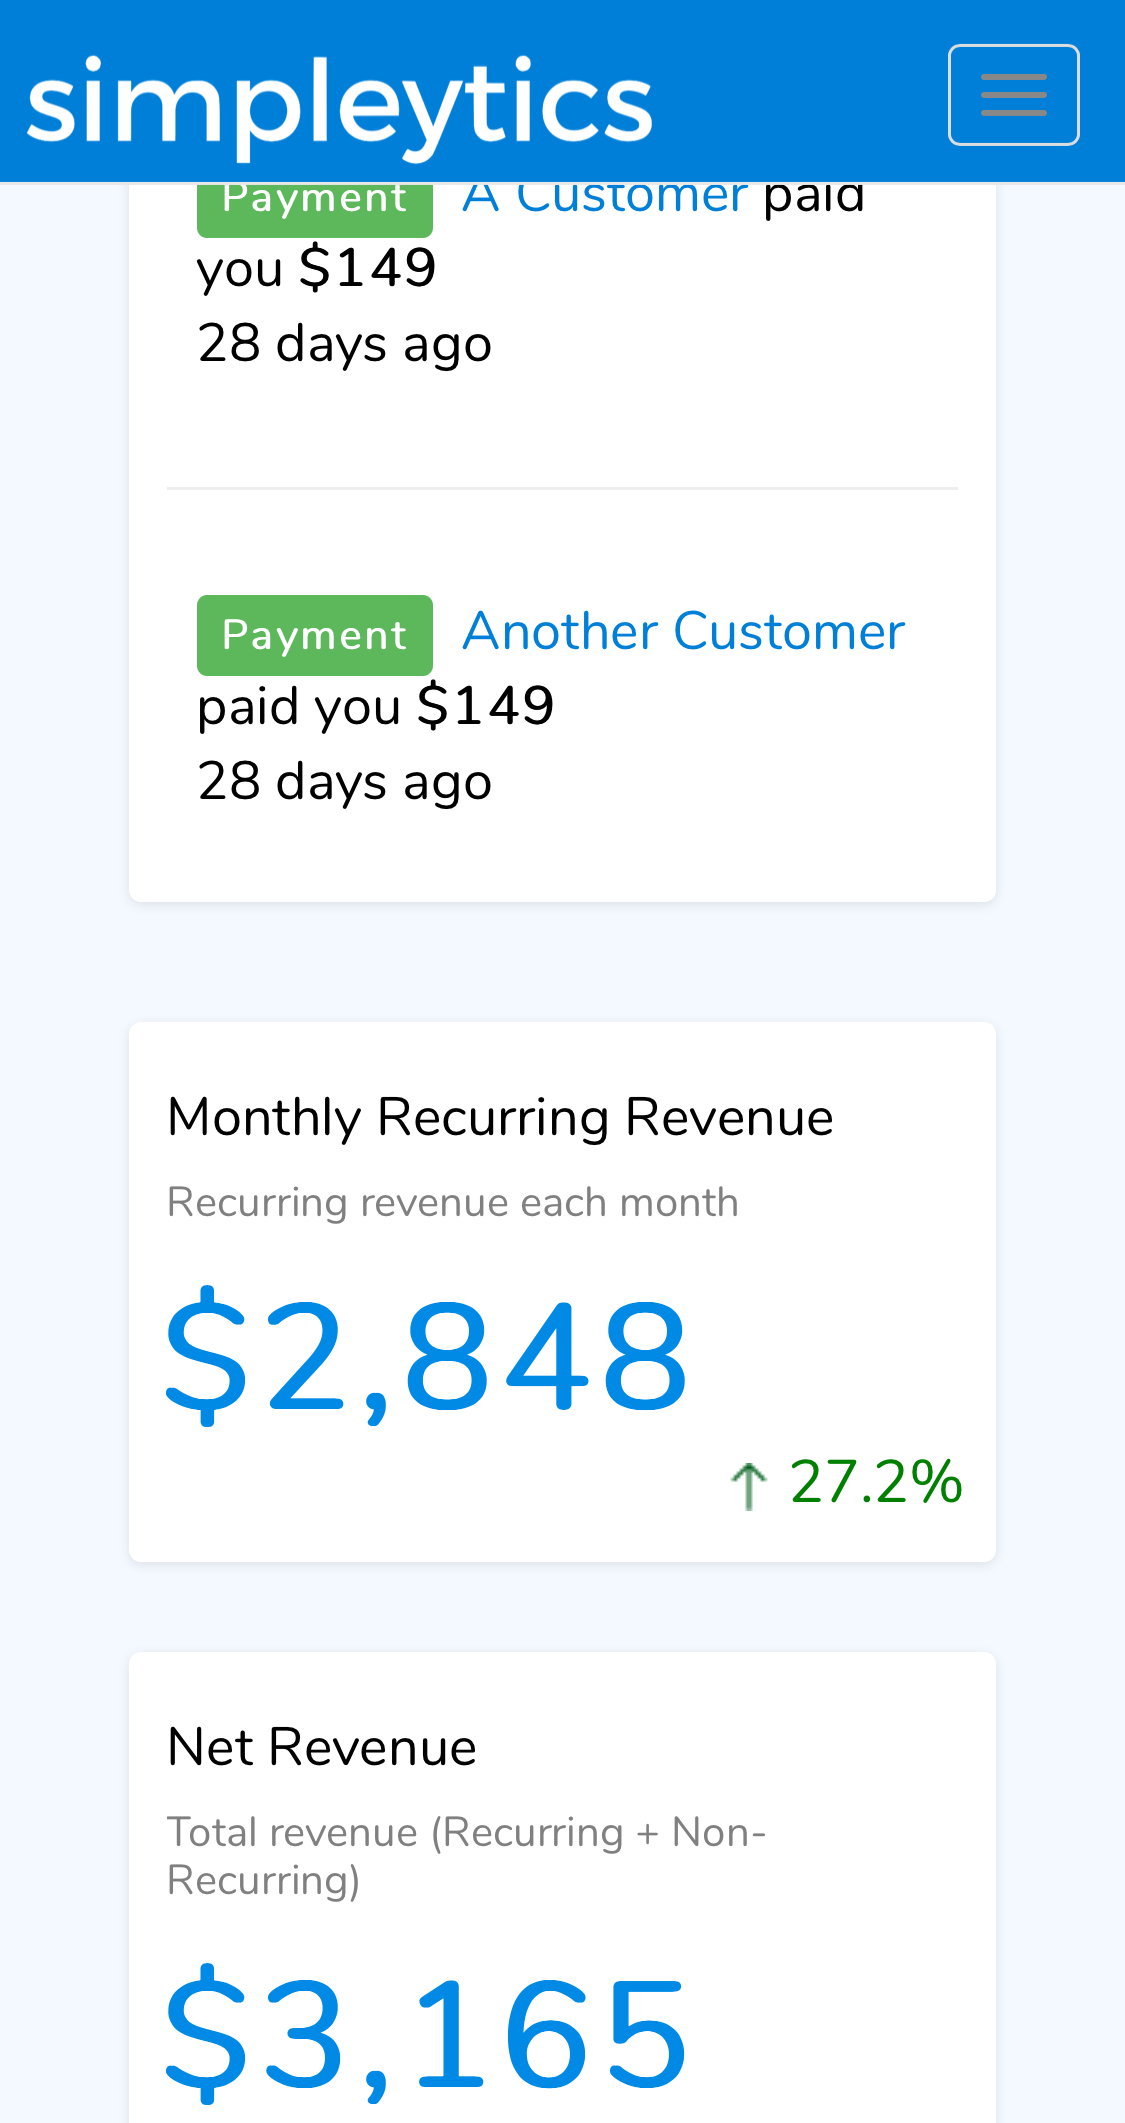 simpleytics
Payment A Customer paid
you $149
28 days ago
Payment Another Customer
paid you $149
28 days ago
Monthly Recurring Revenue
Recurring revenue each month
$2,848
↑ 27.2%
Net Revenue
Total revenue (Recurring + Non-
Recurring)
$3,165